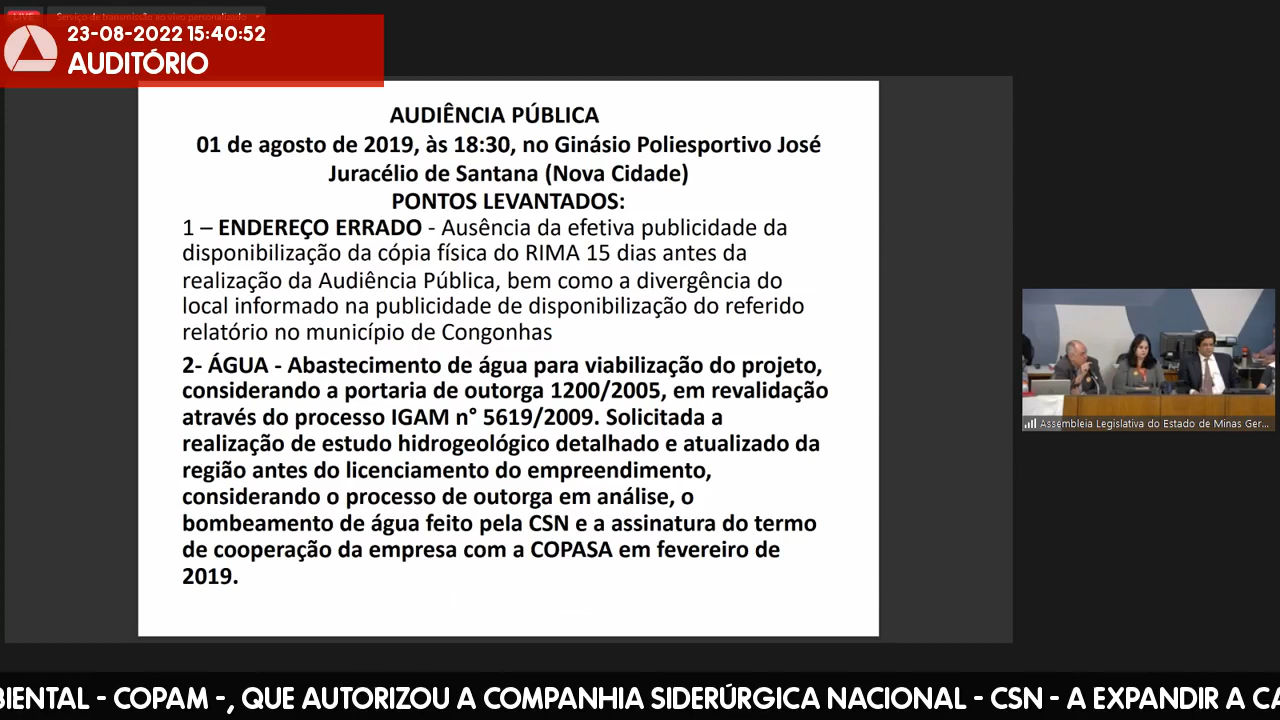 LIVE
Serviço de transmissão ao vivo personalizado
23-08-2022 15:40:52
AUDITÓRIO
AUDIÊNCIA PÚBLICA
01 de agosto de 2019, às 18:30, no Ginásio Poliesportivo José
Juracélio de Santana (Nova Cidade)
PONTOS LEVANTADOS:
1 – ENDEREÇO ERRADO - Ausência da efetiva publicidade da
disponibilização da cópia física do RIMA 15 dias antes da
realização da Audiência Pública, bem como a divergência do
local informado na publicidade de disponibilização do referido
relatório no município de Congonhas
2- ÁGUA - Abastecimento de água para viabilização do projeto,
considerando a portaria de outorga 1200/2005, em revalidação
através do processo IGAM n° 5619/2009. Solicitada a
realização de estudo hidrogeológico detalhado e atualizado da
região antes do licenciamento do empreendimento,
considerando o processo de outorga em análise, o
bombeamento de água feito pela CSN e a assinatura do termo
de cooperação da empresa com a COPASA em fevereiro de
2019.
Assembleia Legislativa do Estado de Minas Ger...
BIENTAL - COPAM -, QUE AUTORIZOU A COMPANHIA SIDERÚRGICA NACIONAL - CSN - A EXPANDIR A CA